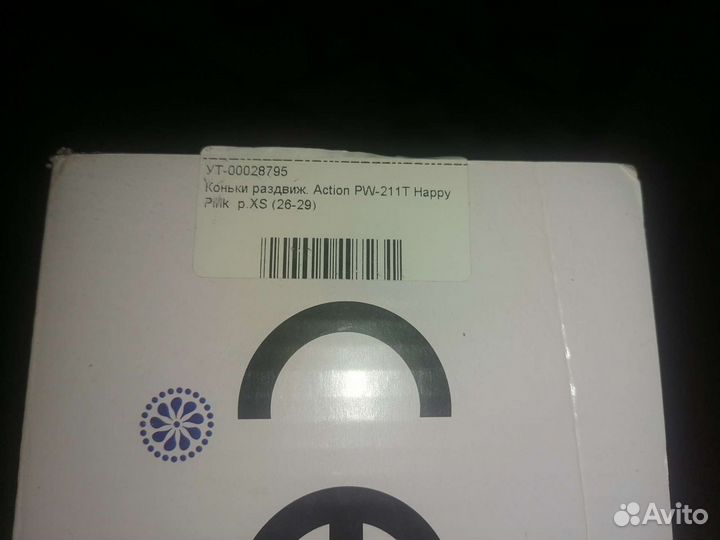 УТ-00028795
Коньки раздвиж. Action PW-211T Happy
Pink р.XS (26-29)
Avito